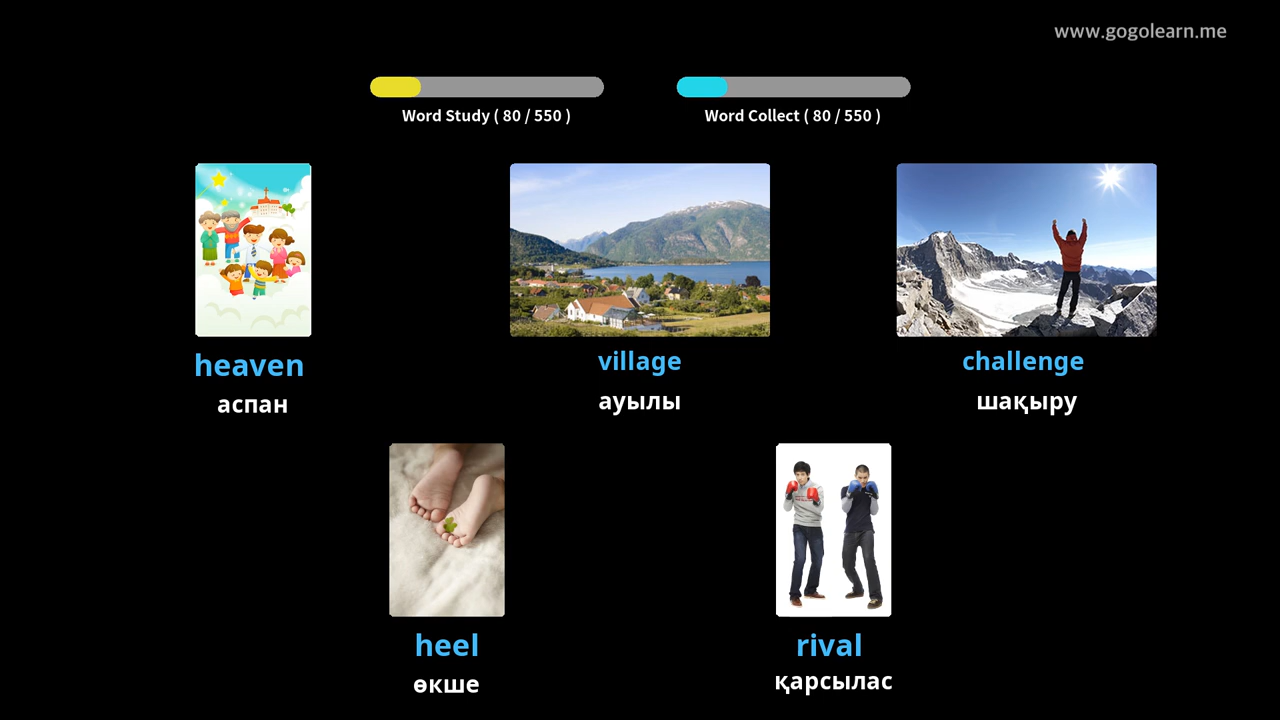 www.gogolearn.me
Word Study ( 80 / 550 )
Word Collect ( 80 / 550 )
heaven
village
challenge
аспан
ауылы
шақыру
heel
rival
өкше
қарсылас